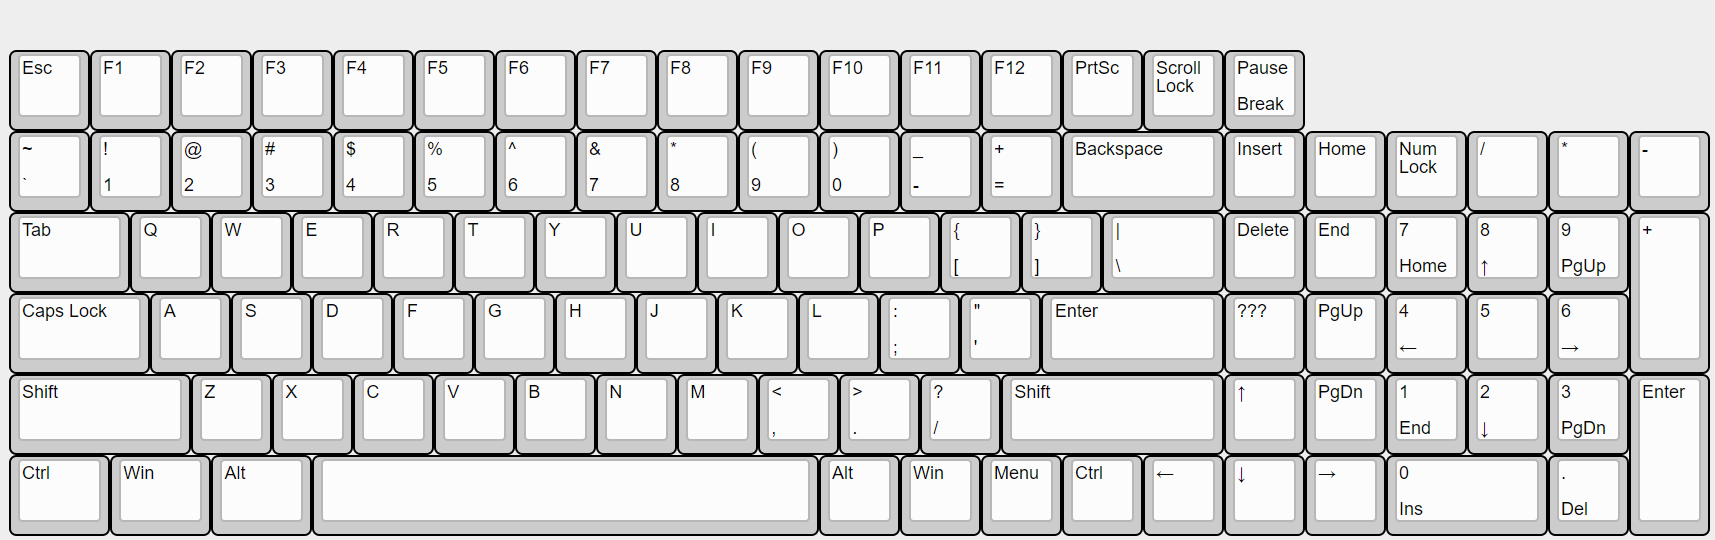 Esc F1 F2 F3 F4 F5 F6 F7 F8 F9 F10 F11 F12 PrtSc Scroll Pause
Lock
Break
~ ! @ # $ % ^ & * ( ) _ + Backspace Insert Home Num / * -
Lock
` 1 2 3 4 5 6 7 8 9 0 - =
Tab Q W E R T Y U I O P { } | Delete End 7 8 9 +
[ ] \ Home ↑ PgUp
Caps Lock A S D F G H J K L : " Enter ??? PgUp 4 5 6
; ' ← →
Shift Z X C V B N M < > ? Shift ↑ PgDn 1 2 3 Enter
, . / End ↓ PgDn
Ctrl Win Alt Alt Win Menu Ctrl ← ↓ → 0 .
Ins Del